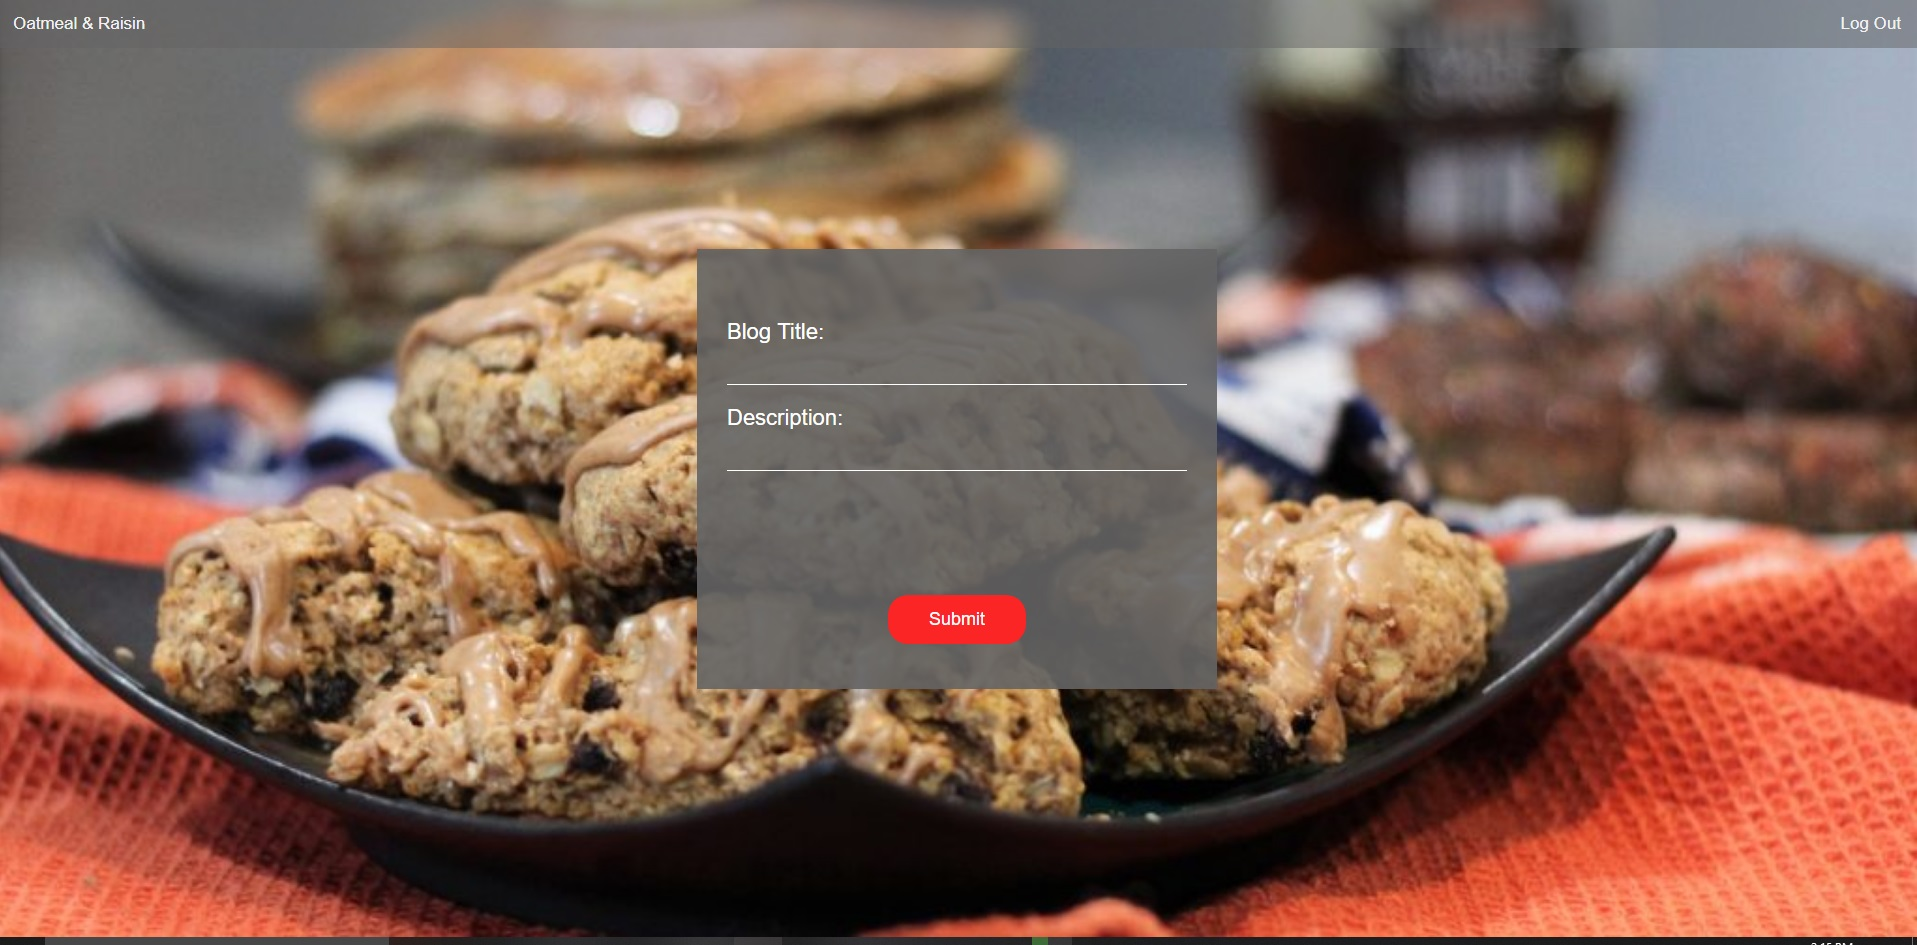 Oatmeal & Raisin
Log Out
Blog Title:
Description:
Submit